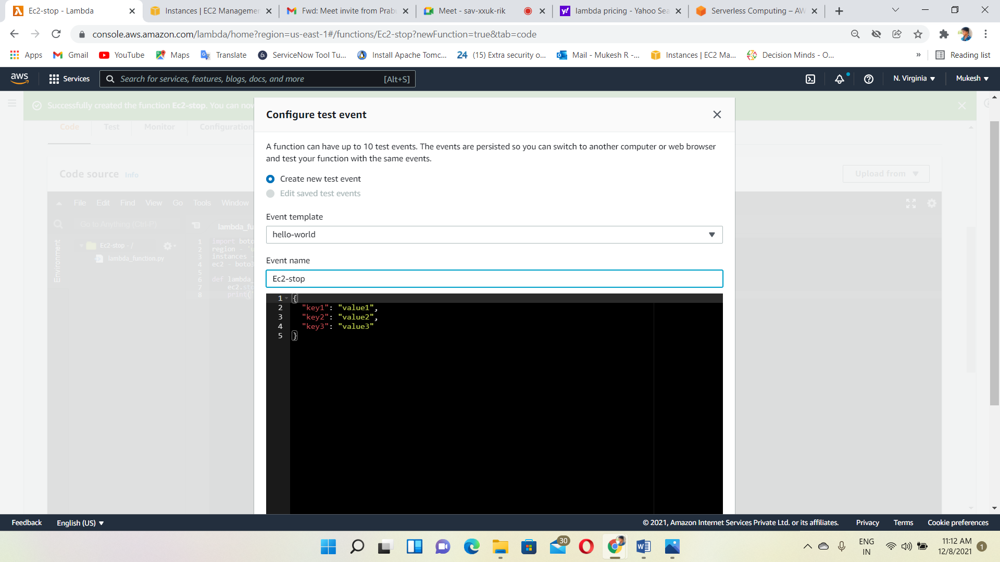 Ec2-stop - Lambda
Instances | EC2 Managemen
Fwd: Meet invite from Prab
Meet - sav-xxuk-rik
lambda pricing - Yahoo Sea
Serverless Computing – AW
console.aws.amazon.com/lambda/home?region=us-east-1#/functions/Ec2-stop?newFunction=true&tab=code
Apps
Gmail
YouTube
Maps
Translate
ServiceNow Tool Tu...
Install Apache Tomc...
24 (15) Extra security o...
Mail - Mukesh R -...
Instances | EC2 Ma...
Decision Minds - O...
»
Reading list
aws
Services
Search for services, features, blogs, docs, and more
[Alt+S]
N. Virginia
Mukesh
Successfully created the function Ec2-stop. You can now
Code
Test
Monitor
Configuration
Code source
Info
Upload from
File Edit Find View Go Tools Window
Go to Anything (Ctrl-P)
Environment
Ec2-stop - /
lambda_function.py
lambda_fu
1 import boto
2 region = 'u
3 instances =
4 ec2 = boto3
5
6 def lambda_
7 ec2.sto
8 print('
Configure test event
A function can have up to 10 test events. The events are persisted so you can switch to another computer or web browser
and test your function with the same events.
Create new test event
Edit saved test events
Event template
hello-world
Event name
Ec2-stop
1 {
2 "key1": "value1",
3 "key2": "value2",
4 "key3": "value3"
5 }
Feedback
English (US)
© 2021, Amazon Internet Services Private Ltd. or its affiliates.
Privacy
Terms
Cookie preferences
30
ENG
IN
11:12 AM
12/8/2021
1